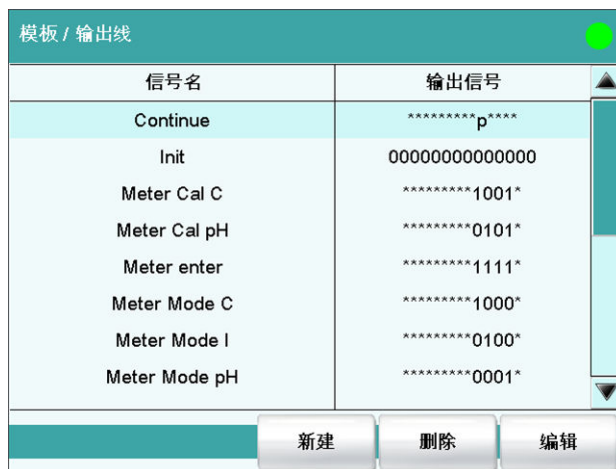 模板 / 输出线
信号名 输出信号
Continue *********p****
Init 00000000000000
Meter Cal C *********1001*
Meter Cal pH *********0101*
Meter enter *********1111*
Meter Mode C *********1000*
Meter Mode I *********0100*
Meter Mode pH *********0001*
新建 删除 编辑